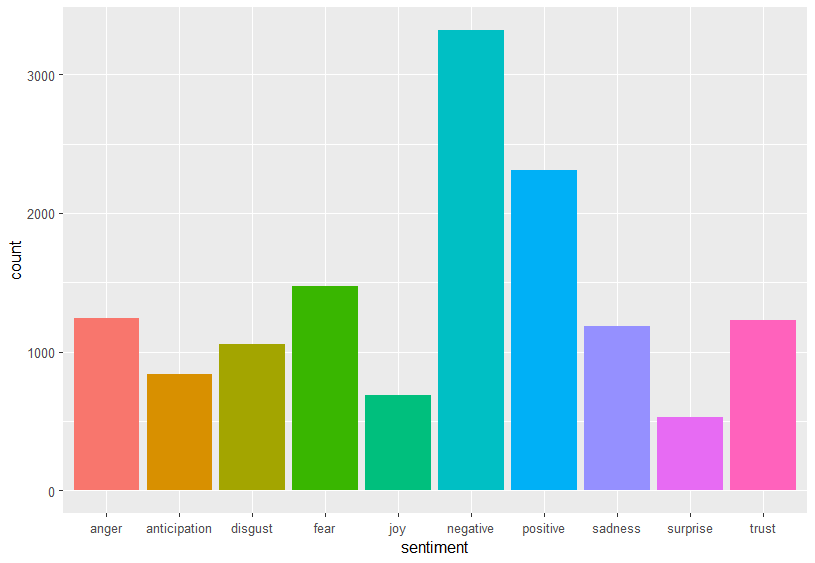 count
3000
2000
1000
0
anger anticipation disgust fear joy negative positive sadness surprise trust
sentiment